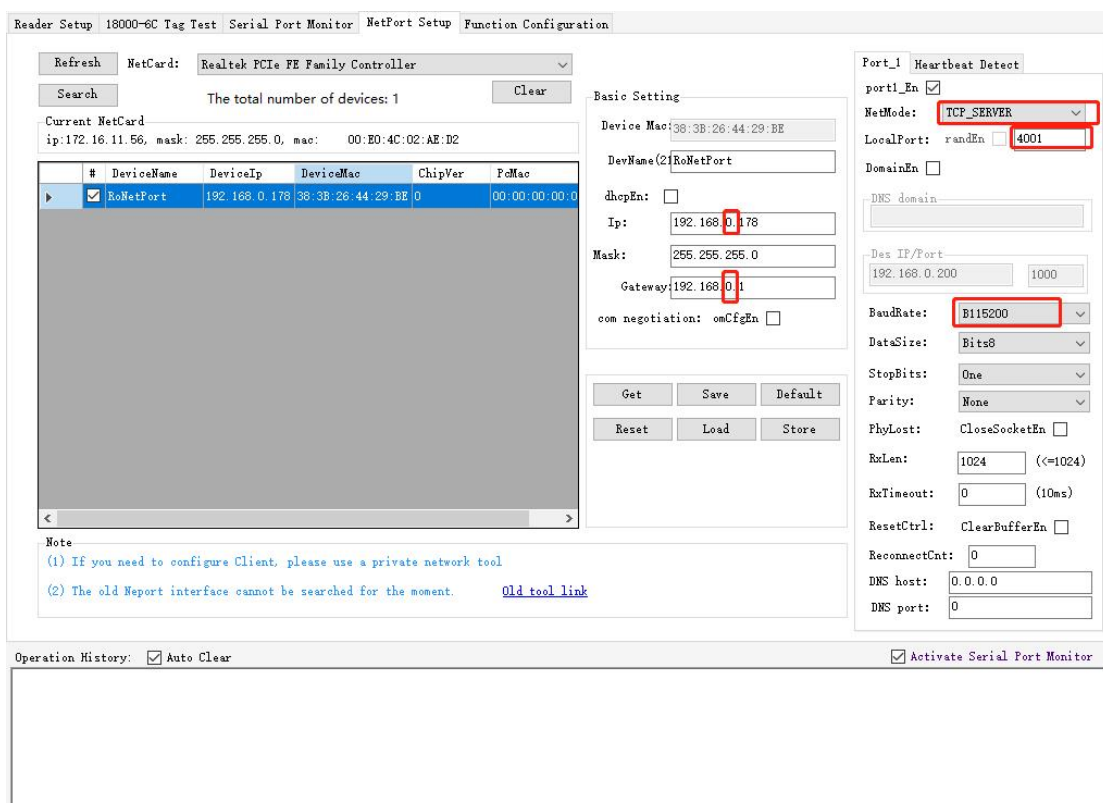 Reader Setup 18000-6C Tag Test Serial Port Monitor NetPort Setup Function Configuration
Refresh NetCard: Realtek PCIe FE Family Controller
Search The total number of devices: 1 Clear
Current NetCard
ip:172.16.11.56, mask: 255.255.255.0, mac: 00:E0:4C:02:AE:D2
# DeviceName DeviceIp DeviceMac ChipVer PcMac
RoNetPort 192.168.0.178 38:3B:26:44:29:BE 0 00:00:00:00:0
Note
(1) If you need to configure Client, please use a private network tool
(2) The old Neport interface cannot be searched for the moment. Old tool link
Basic Setting
Device Mac: 38:3B:26:44:29:BE
DevName(21 RoNetPort
dhcpEn:
Ip: 192.168.0.178
Mask: 255.255.255.0
Gateway: 192.168.0.1
com negotiation: omCfgEn
Get Save Default
Reset Load Store
Port_1 Heartbeat Detect
port1_En
NetMode: TCP_SERVER
LocalPort: randEn 4001
DomainEn
DNS domain
Des IP/Port
192.168.0.200 1000
BaudRate: B115200
DataSize: Bits8
StopBits: One
Parity: None
PhyLost: CloseSocketEn
RxLen: 1024 (<=1024)
RxTimeout: 0 (10ms)
ResetCtrl: ClearBufferEn
ReconnectCnt: 0
DNS host: 0.0.0.0
DNS port: 0
Operation History: Auto Clear Activate Serial Port Monitor